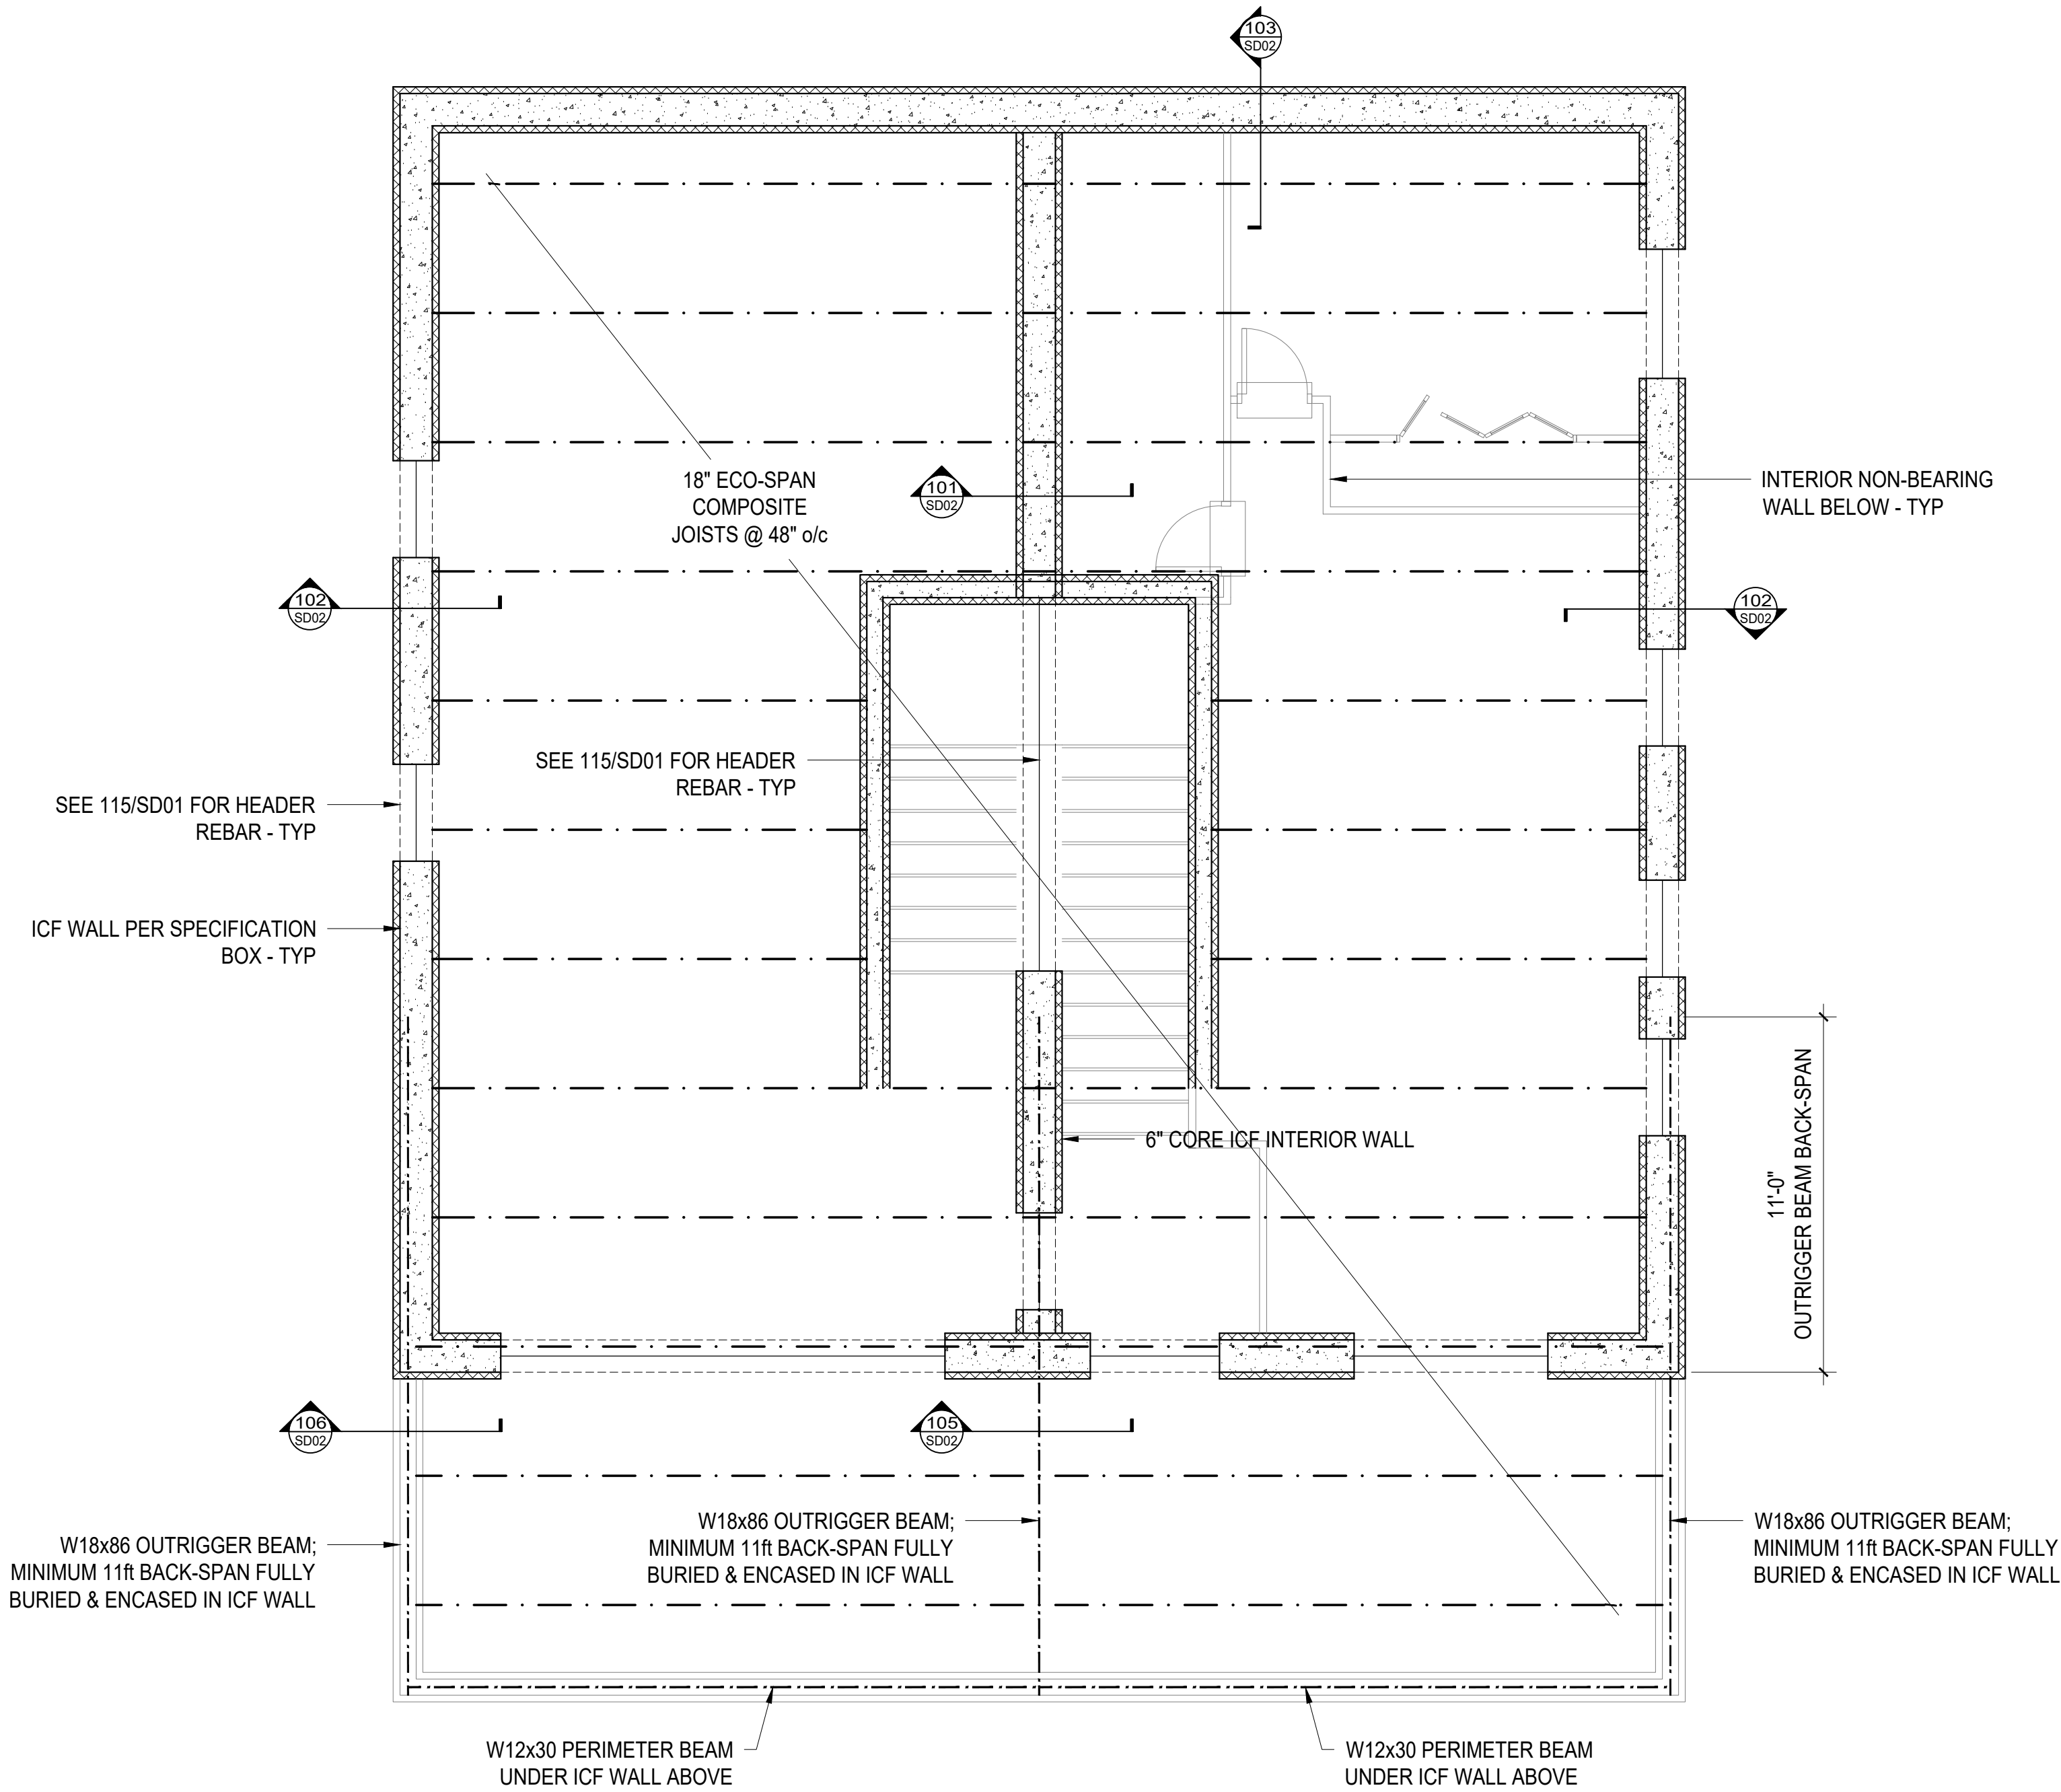 103
SD02
18" ECO-SPAN
COMPOSITE
JOISTS @ 48" o/c
101
SD02
INTERIOR NON-BEARING
WALL BELOW - TYP
102
SD02
102
SD02
SEE 115/SD01 FOR HEADER
REBAR - TYP
SEE 115/SD01 FOR HEADER
REBAR - TYP
ICF WALL PER SPECIFICATION
BOX - TYP
6" CORE ICF INTERIOR WALL
11'-0"
OUTRIGGER BEAM BACK-SPAN
106
SD02
105
SD02
W18x86 OUTRIGGER BEAM;
MINIMUM 11ft BACK-SPAN FULLY
BURIED & ENCASED IN ICF WALL
W18x86 OUTRIGGER BEAM;
MINIMUM 11ft BACK-SPAN FULLY
BURIED & ENCASED IN ICF WALL
W18x86 OUTRIGGER BEAM;
MINIMUM 11ft BACK-SPAN FULLY
BURIED & ENCASED IN ICF WALL
W12x30 PERIMETER BEAM
UNDER ICF WALL ABOVE
W12x30 PERIMETER BEAM
UNDER ICF WALL ABOVE